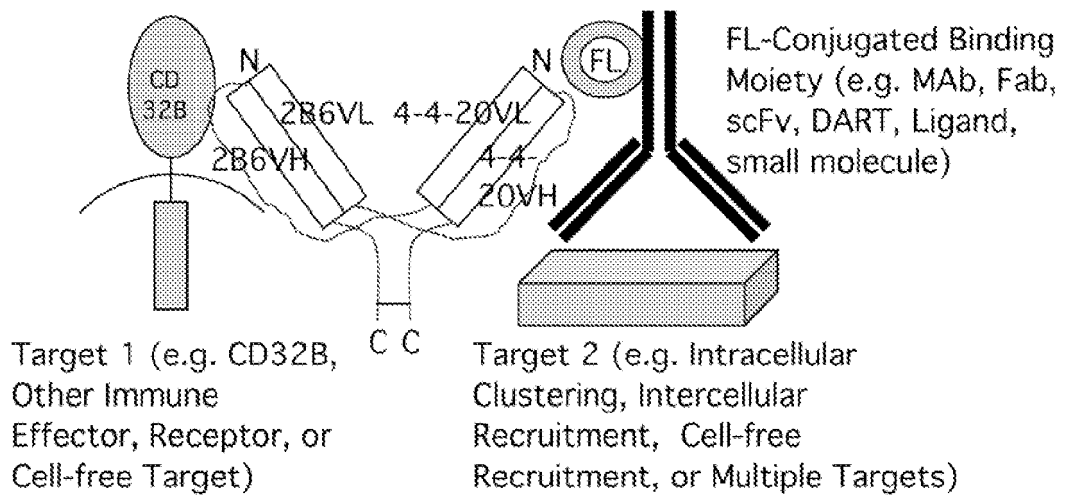 CD
32B
N
2B6VL
2B6VH
4-4-20VL
4-4-
20VH
N
FL
FL-Conjugated Binding
Moiety (e.g. MAb, Fab,
scFv, DART, Ligand,
small molecule)
C C
Target 1 (e.g. CD32B,
Other Immune
Effector, Receptor, or
Cell-free Target)
Target 2 (e.g. Intracellular
Clustering, Intercellular
Recruitment, Cell-free
Recruitment, or Multiple Targets)